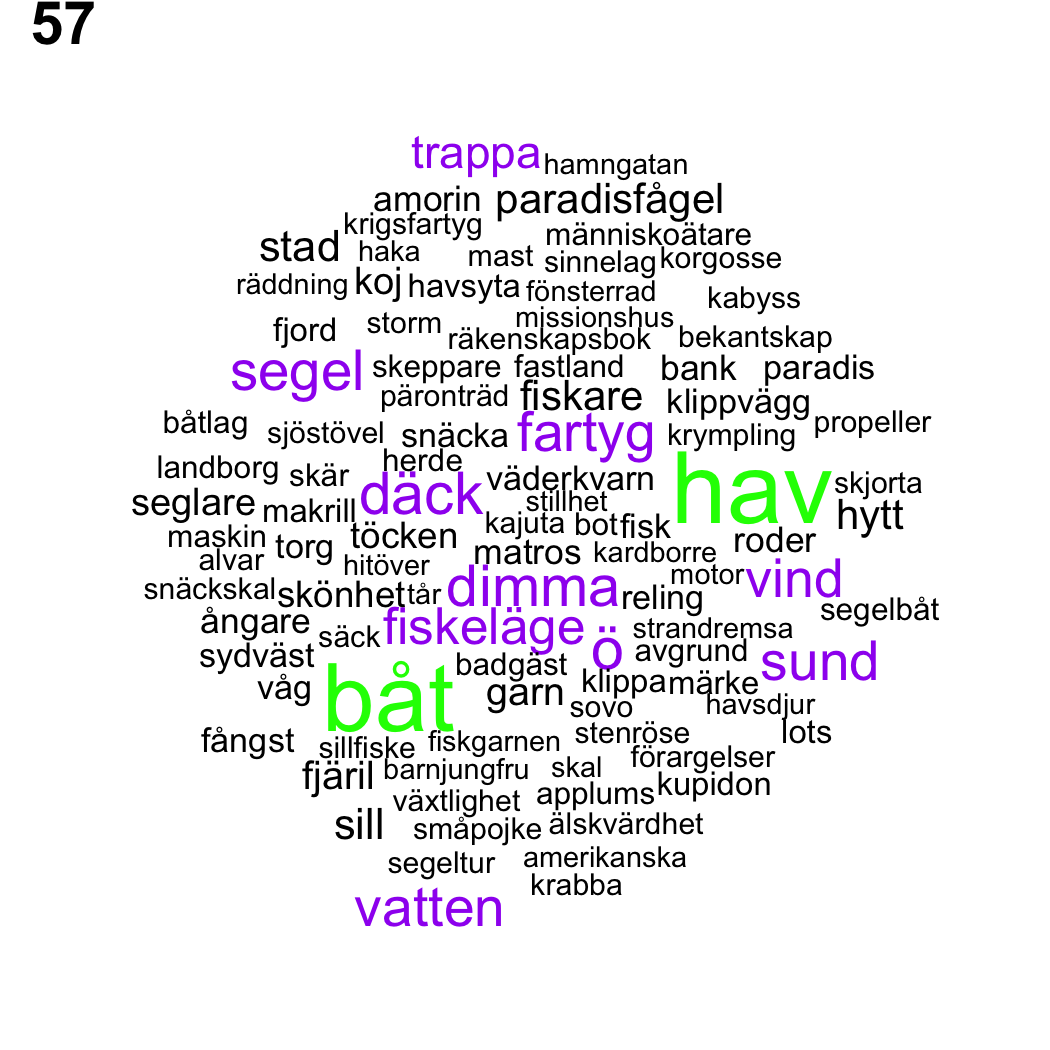 57
trappa hamngatan
amorin paradisfågel
krigsfartyg människoätare
stad haka mast sinnelag korgosse
räddning koj havsyta fönsterrad kabyss
fjord storm missionshus
räkenskapsbok bekantskap
segel skeppare fastland bank paradis
päronträd fiskare klippvägg
båtlag sjöstövel snäcka fartyg krympling propeller
landborg skär herde väderkvarn hav skjorta
seglare makrill däck stillhet hytt
maskin torg töcken kajuta bot fisk roder
alvar hitöver matros kardborre
snäckskal skönhet tår dimma reling motor vind segelbåt
ångare säck fiskeläge ö strandremsa
sydväst badgäst avgrund sund
våg båt garn klippa märke
sovo havsdjur
fångst sillfiske fiskgarnen stenröse lots
fjäril barnjungfru skal förargelser
växtlighet applums kupidon
sill småpojke älskvärdhet
segeltur amerikanska
vatten krabba